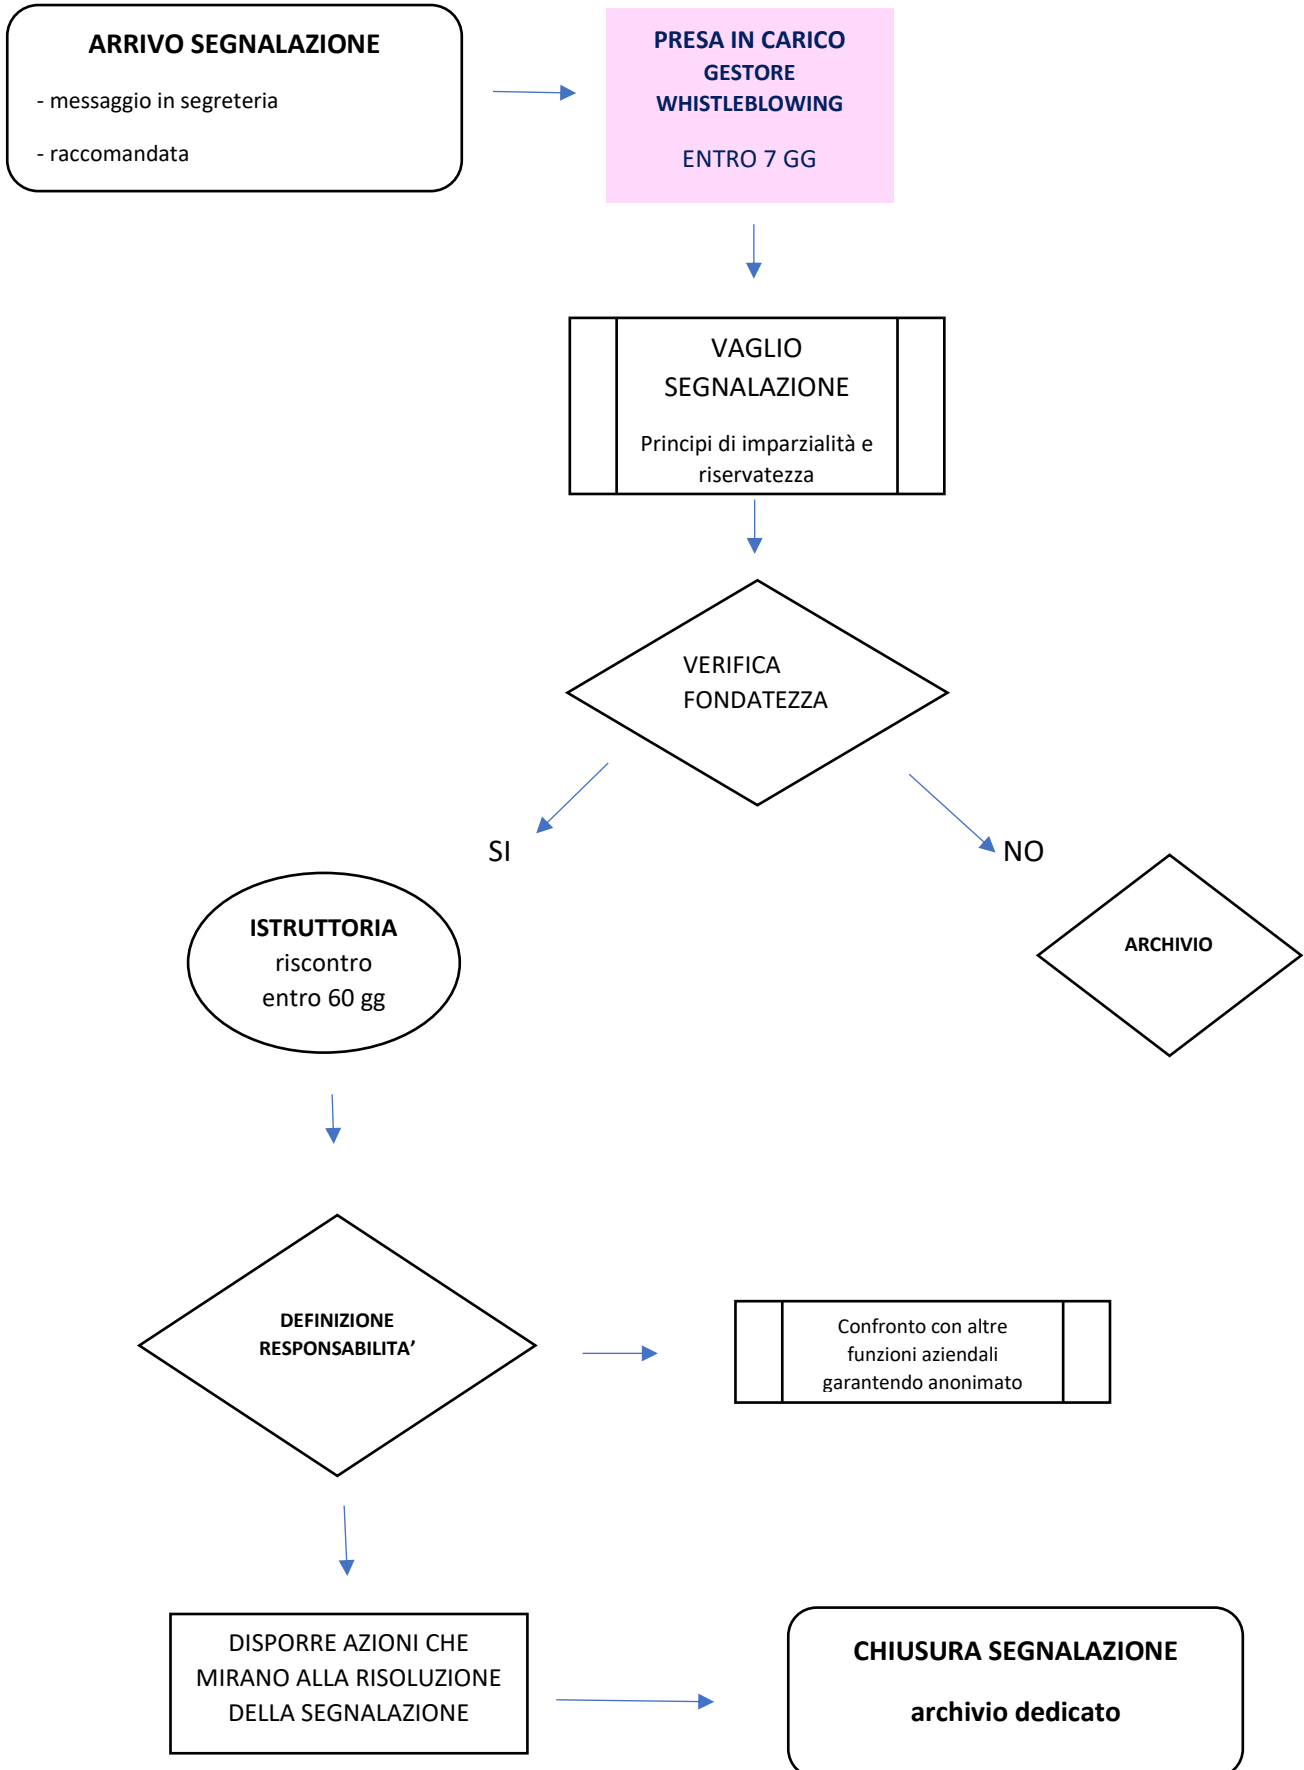 ARRIVO SEGNALAZIONE
- messaggio in segreteria
- raccomandata
PRESA IN CARICO
GESTORE
WHISTLEBLOWING
ENTRO 7 GG
VAGLIO
SEGNALAZIONE
Principi di imparzialità e
riservatezza
VERIFICA
FONDATEZZA
SI
NO
ISTRUTTORIA
riscontro
entro 60 gg
ARCHIVIO
DEFINIZIONE
RESPONSABILITA’
Confronto con altre
funzioni aziendali
garantendo anonimato
DISPORRE AZIONI CHE
MIRANO ALLA RISOLUZIONE
DELLA SEGNALAZIONE
CHIUSURA SEGNALAZIONE
archivio dedicato